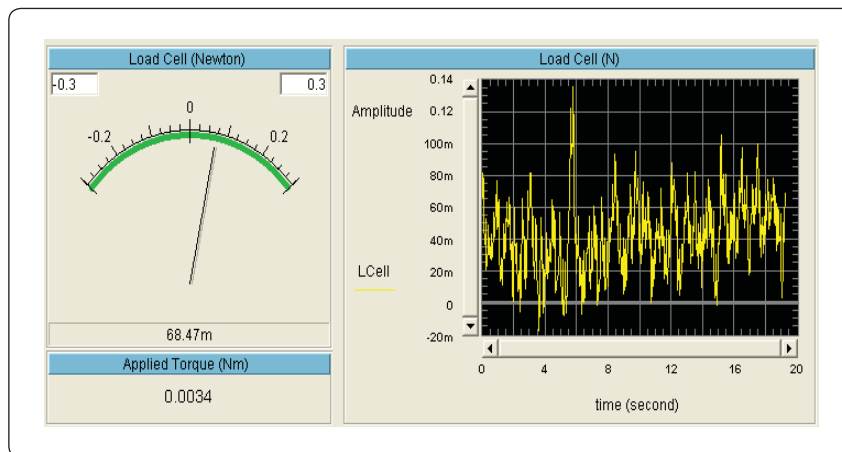 Load Cell (Newton)
-0.3 0.3
0
-0.2 0.2
68.47m
Applied Torque (Nm)
0.0034
Load Cell (N)
Amplitude
LCell
0.14
0.12
100m
80m
60m
40m
20m
0
-20m
0 4 8 12 16 20
time (second)